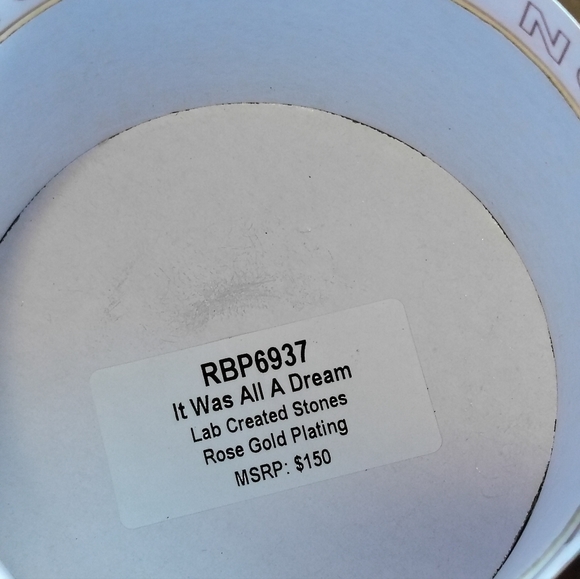 RBP6937
It Was All A Dream
Lab Created Stones
Rose Gold Plating
MSRP: $150